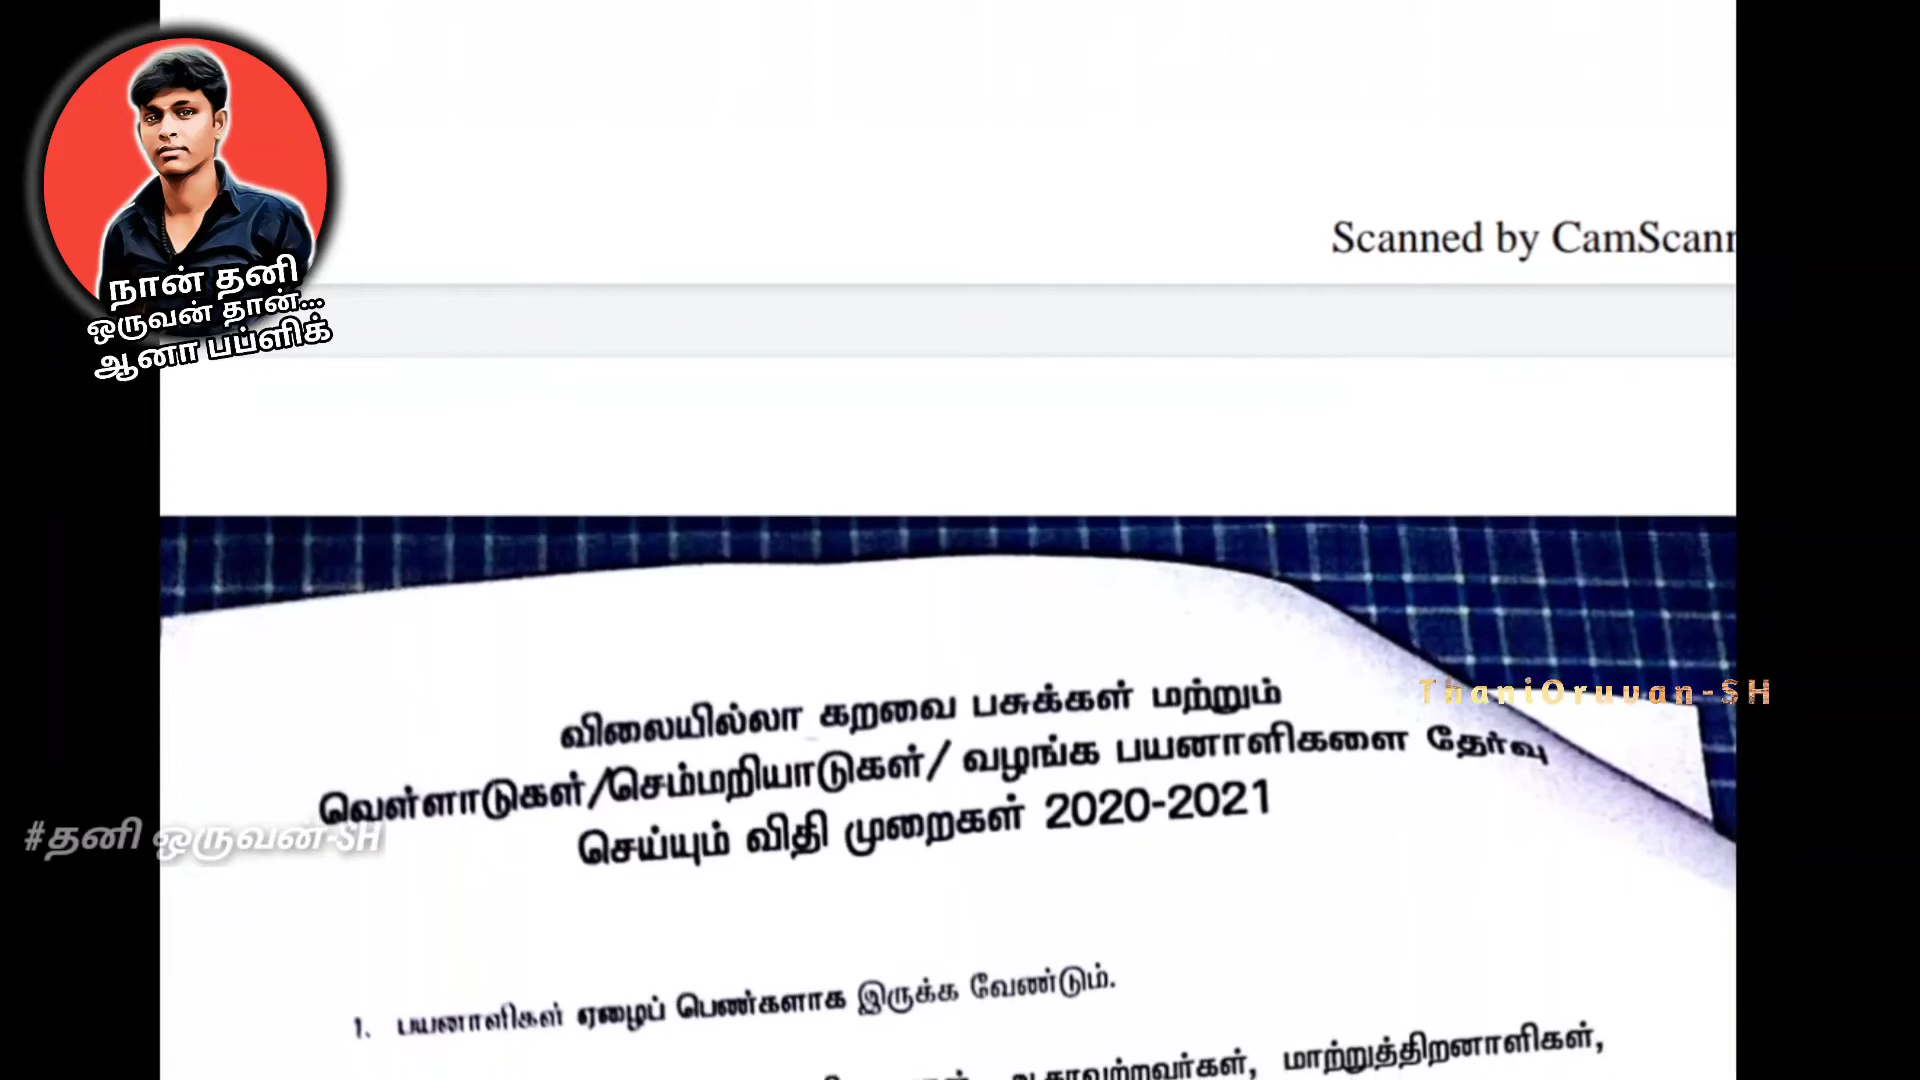 நான் தனி
ஒருவன் தான்...
ஆனா பப்ளிக்
Scanned by CamScann
விலையில்லா கறவை பசுக்கள் மற்றும்
வெள்ளாடுகள்/செம்மறியாடுகள்/ வழங்க பயனாளிகளை தேர்வு
செய்யும் விதி முறைகள் 2020-2021
ThaniOruvan-SH
#தனி ஒருவன்-SH
1. பயனாளிகள் ஏழைப் பெண்களாக இருக்க வேண்டும்.
ஆதரவற்றவர்கள், மாற்றுத்திறனாளிகள்,